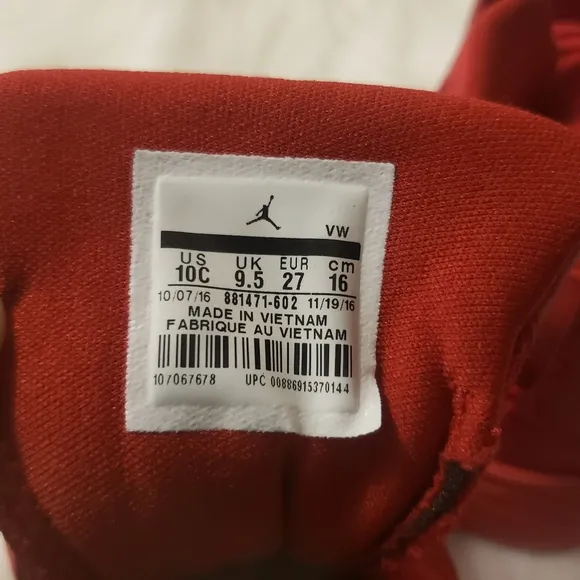 VW
US UK EUR cm
10C 9.5 27 16
10/07/16 881471-602 11/19/16
MADE IN VIETNAM
FABRIQUE AU VIETNAM
10/067678 UPC 00886915370144